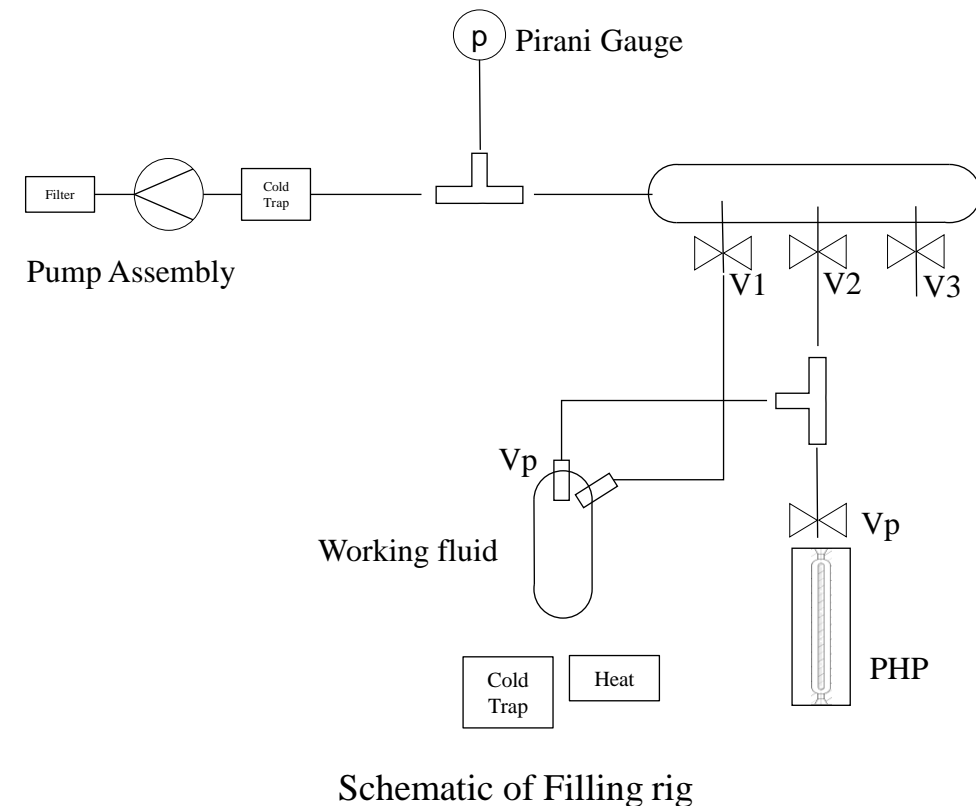 p
Pirani Gauge
Filter
Cold
Trap
Pump Assembly
V1
V2
V3
Vp
Working fluid
Vp
Cold
Trap
Heat
PHP
Schematic of Filling rig